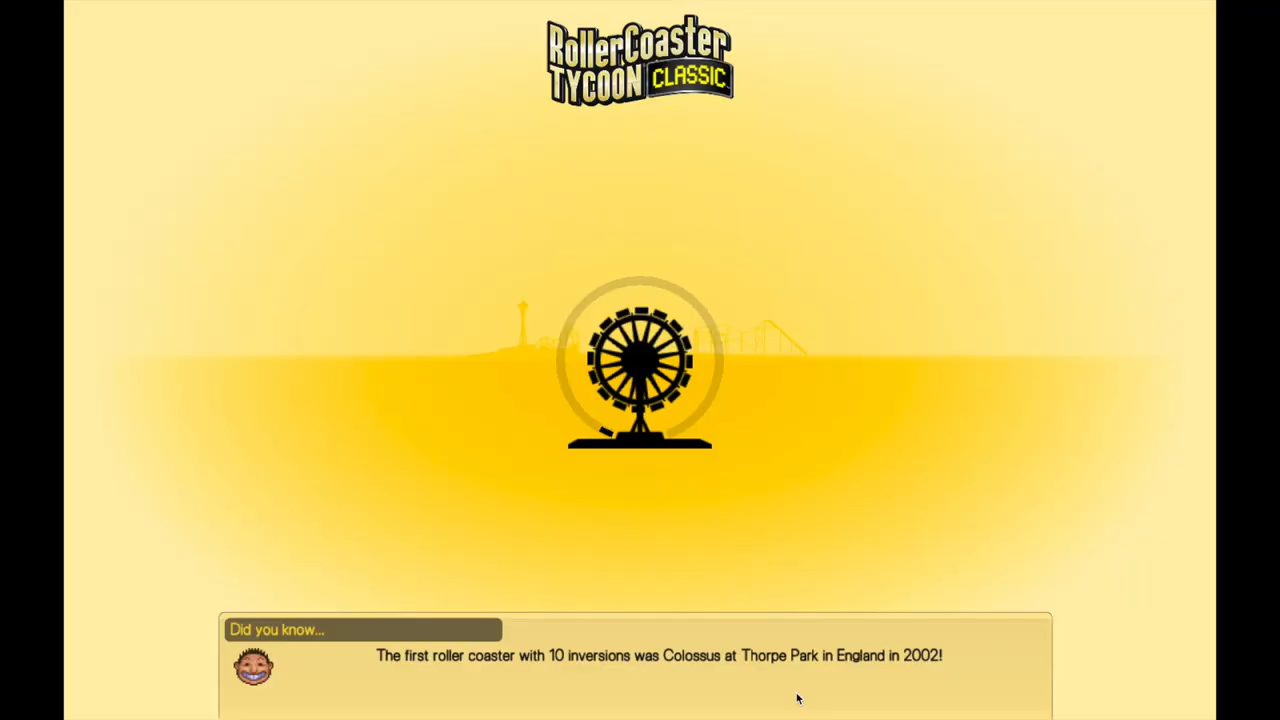 RollerCoaster
TYCOON CLASSIC
Did you know...
The first roller coaster with 10 inversions was Colossus at Thorpe Park in England in 2002!